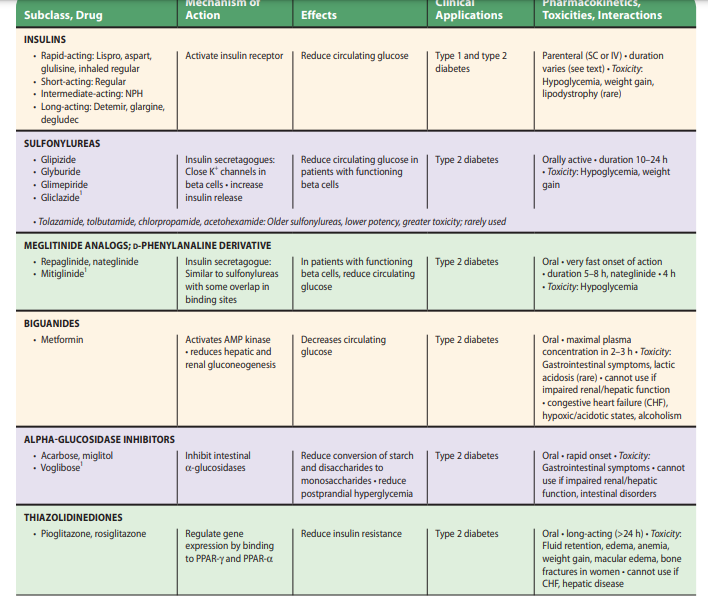 Mechanism of Clinical Pharmacokinetics,
Subclass, Drug Action Effects Applications Toxicities, Interactions
INSULINS
• Rapid-acting: Lispro, aspart, Activate insulin receptor Reduce circulating glucose Type 1 and type 2 Parenteral (SC or IV) • duration
glulisine, inhaled regular diabetes varies (see text) • Toxicity:
• Short-acting: Regular Hypoglycemia, weight gain,
• Intermediate-acting: NPH lipodystrophy (rare)
• Long-acting: Detemir, glargine,
degludec
SULFONYLUREAS
• Glipizide Insulin secretagogues: Reduce circulating glucose in Type 2 diabetes Orally active • duration 10–24 h
• Glyburide Close K+ channels in patients with functioning • Toxicity: Hypoglycemia, weight
• Glimepiride beta cells • increase beta cells gain
• Gliclazide1 insulin release
• Tolazamide, tolbutamide, chlorpropamide, acetohexamide: Older sulfonylureas, lower potency, greater toxicity; rarely used
MEGLITINIDE ANALOGS; D-PHENYLANALINE DERIVATIVE
• Repaglinide, nateglinide Insulin secretagogue: In patients with functioning Type 2 diabetes Oral • very fast onset of action
• Mitiglinide1 Similar to sulfonylureas beta cells, reduce circulating • duration 5–8 h, nateglinide • 4 h
with some overlap in glucose • Toxicity: Hypoglycemia
binding sites
BIGUANIDES
• Metformin Activates AMP kinase Decreases circulating Type 2 diabetes Oral • maximal plasma
• reduces hepatic and glucose concentration in 2–3 h • Toxicity:
renal gluconeogenesis Gastrointestinal symptoms, lactic
acidosis (rare) • cannot use if
impaired renal/hepatic function
• congestive heart failure (CHF),
hypoxic/acidotic states, alcoholism
ALPHA-GLUCOSIDASE INHIBITORS
• Acarbose, miglitol Inhibit intestinal Reduce conversion of starch Type 2 diabetes Oral • rapid onset • Toxicity:
• Voglibose1 α-glucosidases and disaccharides to Gastrointestinal symptoms • cannot
monosaccharides • reduce use if impaired renal/hepatic
postprandial hyperglycemia function, intestinal disorders
THIAZOLIDINEDIONES
• Pioglitazone, rosiglitazone Regulate gene Reduce insulin resistance Type 2 diabetes Oral • long-acting (>24 h) • Toxicity:
expression by binding Fluid retention, edema, anemia,
to PPAR-γ and PPAR-α weight gain, macular edema, bone
fractures in women • cannot use if
CHF, hepatic disease